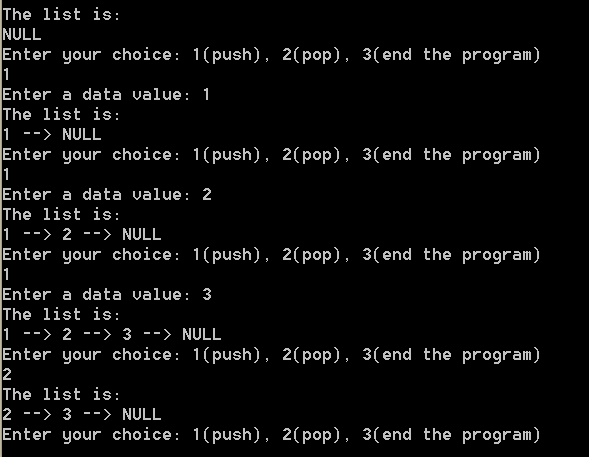 The list is:
NULL
Enter your choice: 1(push), 2(pop), 3(end the program)
1
Enter a data value: 1
The list is:
1 --> NULL
Enter your choice: 1(push), 2(pop), 3(end the program)
1
Enter a data value: 2
The list is:
1 --> 2 --> NULL
Enter your choice: 1(push), 2(pop), 3(end the program)
1
Enter a data value: 3
The list is:
1 --> 2 --> 3 --> NULL
Enter your choice: 1(push), 2(pop), 3(end the program)
2
The list is:
2 --> 3 --> NULL
Enter your choice: 1(push), 2(pop), 3(end the program)